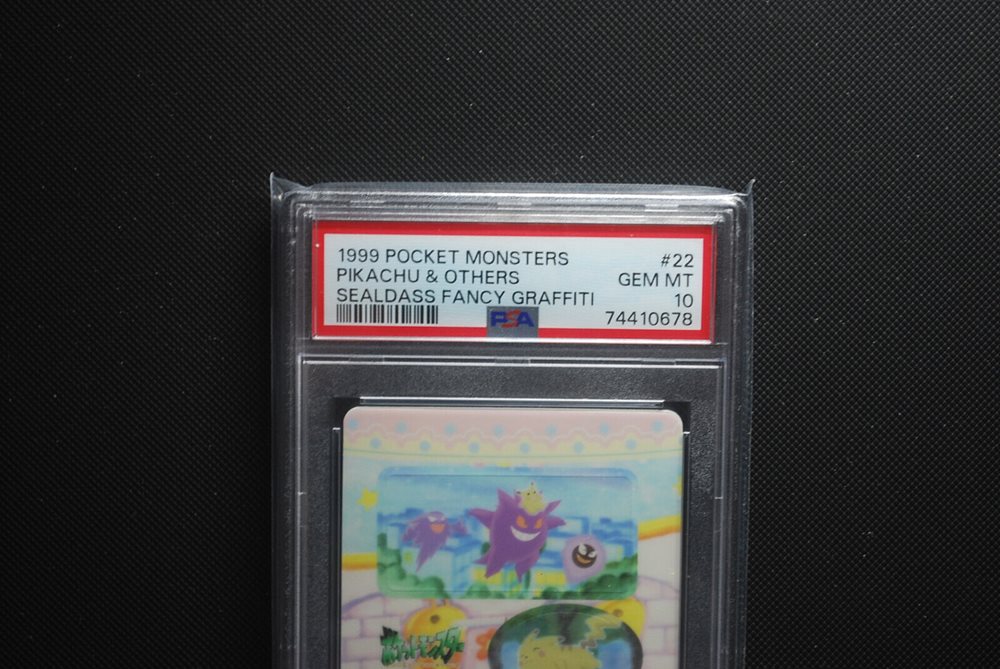 1999 POCKET MONSTERS #22
PIKACHU & OTHERS GEM MT
SEALDASS FANCY GRAFFITI 10
PSA 74410678